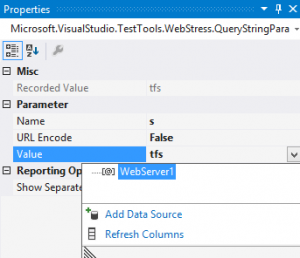 Properties
Microsoft.VisualStudio.TestTools.WebStress.QueryStringPara
Misc
Recorded Value tfs
Parameter
Name s
URL Encode False
Value tfs
Reporting Op
Show Separate
[@] WebServer1
Add Data Source
Refresh Columns